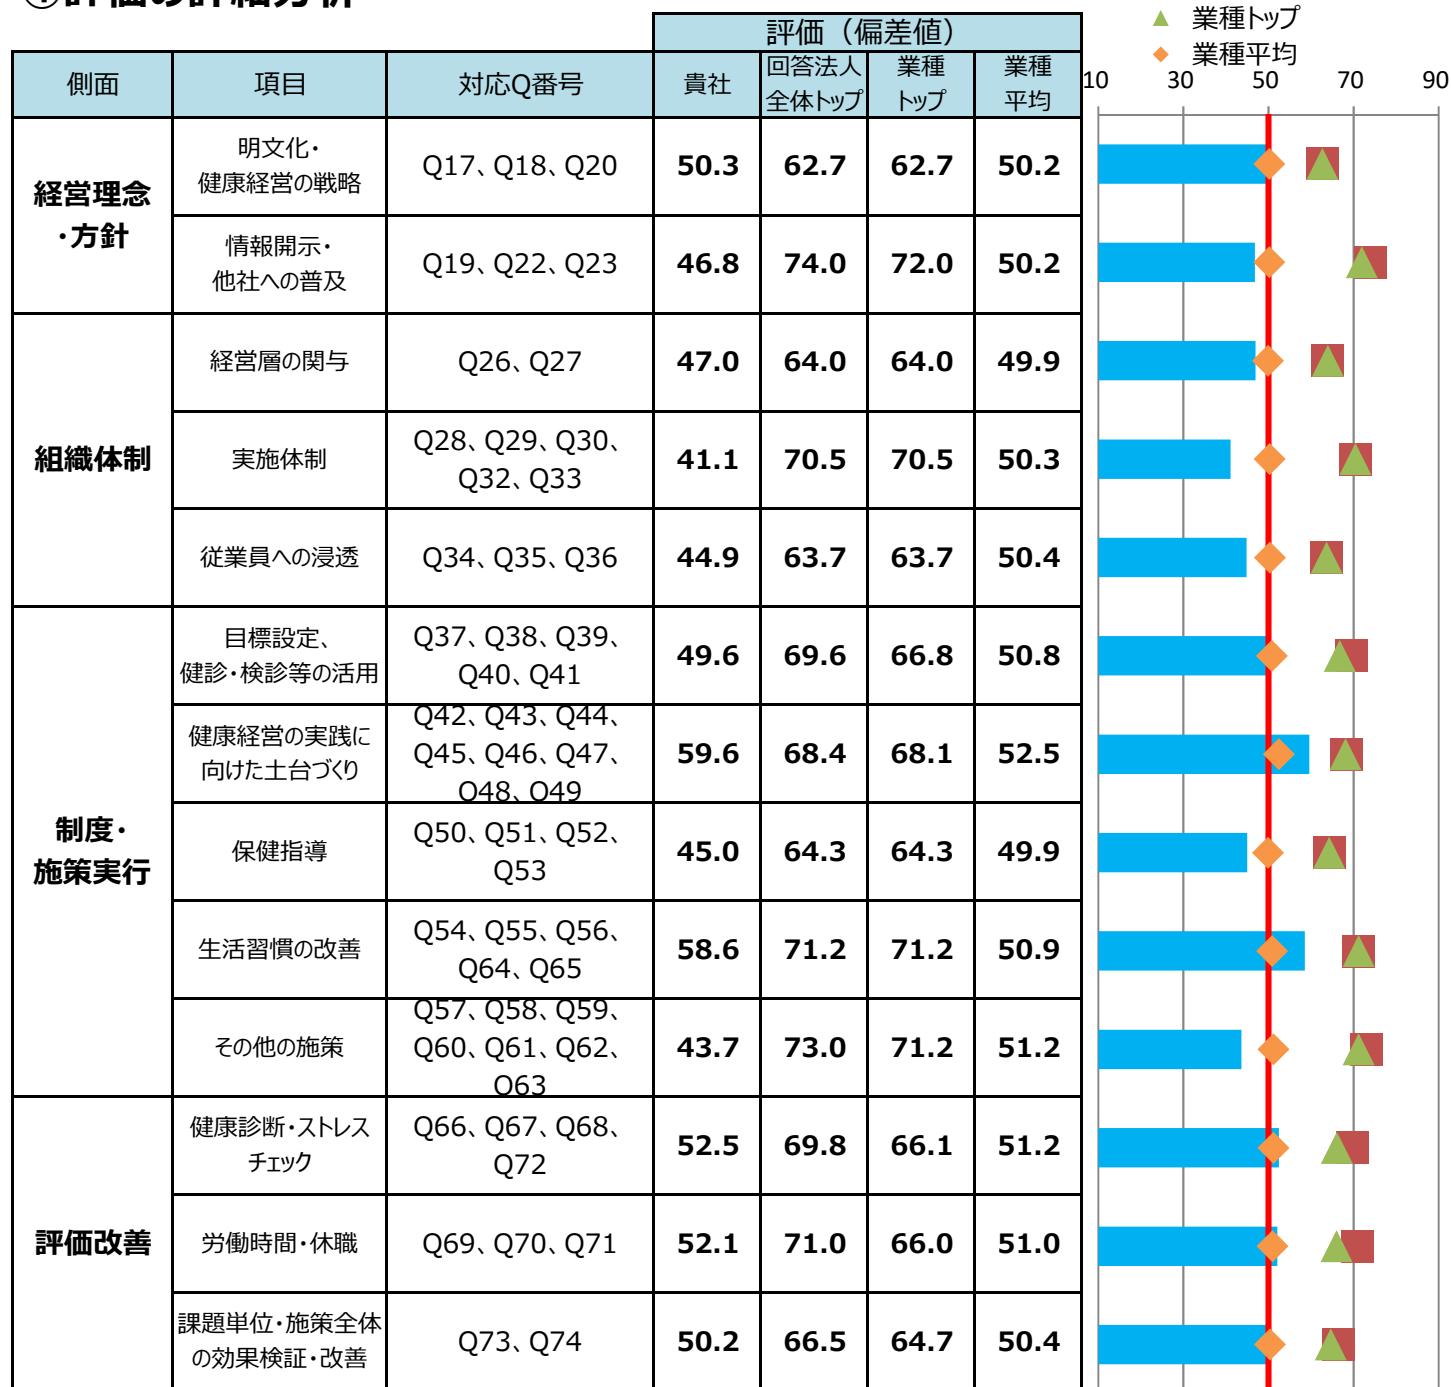 ①評価の詳細分析
業種トップ
業種平均
評価（偏差値）
側面 項目 対応Q番号 貴社 回答法人全体トップ 業種トップ 業種平均
10 30 50 70 90
経営理念・方針
明文化・健康経営の戦略 Q17、Q18、Q20 50.3 62.7 62.7 50.2
情報開示・他社への普及 Q19、Q22、Q23 46.8 74.0 72.0 50.2
組織体制
経営層の関与 Q26、Q27 47.0 64.0 64.0 49.9
実施体制 Q28、Q29、Q30、Q32、Q33 41.1 70.5 70.5 50.3
従業員への浸透 Q34、Q35、Q36 44.9 63.7 63.7 50.4
制度・施策実行
目標設定、健診・検診等の活用 Q37、Q38、Q39、Q40、Q41 49.6 69.6 66.8 50.8
健康経営の実践に向けた土台づくり Q42、Q43、Q44、Q45、Q46、Q47、Q48、Q49 59.6 68.4 68.1 52.5
保健指導 Q50、Q51、Q52、Q53 45.0 64.3 64.3 49.9
生活習慣の改善 Q54、Q55、Q56、Q64、Q65 58.6 71.2 71.2 50.9
その他の施策 Q57、Q58、Q59、Q60、Q61、Q62、Q63 43.7 73.0 71.2 51.2
評価改善
健康診断・ストレスチェック Q66、Q67、Q68、Q72 52.5 69.8 66.1 51.2
労働時間・休職 Q69、Q70、Q71 52.1 71.0 66.0 51.0
課題単位・施策全体の効果検証・改善 Q73、Q74 50.2 66.5 64.7 50.4